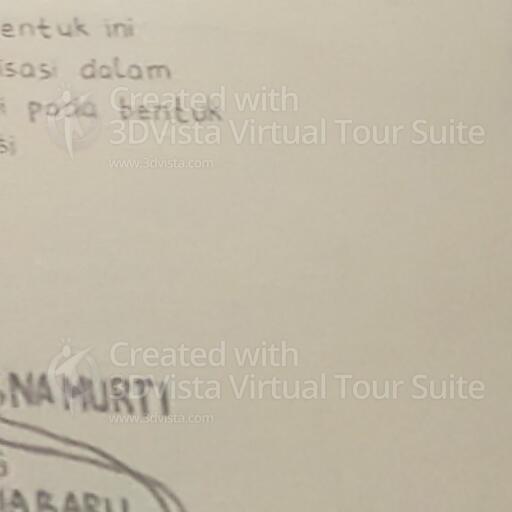 entuk ini
isasi dalam
i pada bentuk
si
Created with
3DVista Virtual Tour Suite
www.3dvista.com
Created with
3DVista Virtual Tour Suite
www.3dvista.com
NA MURTY